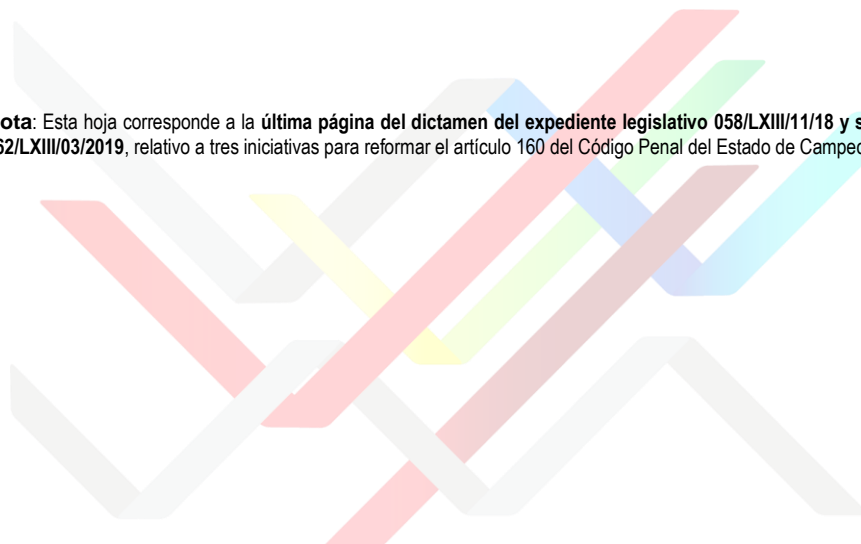 ota: Esta hoja corresponde a la última página del dictamen del expediente legislativo 058/LXIII/11/18 y s
62/LXIII/03/2019, relativo a tres iniciativas para reformar el artículo 160 del Código Penal del Estado de Campec